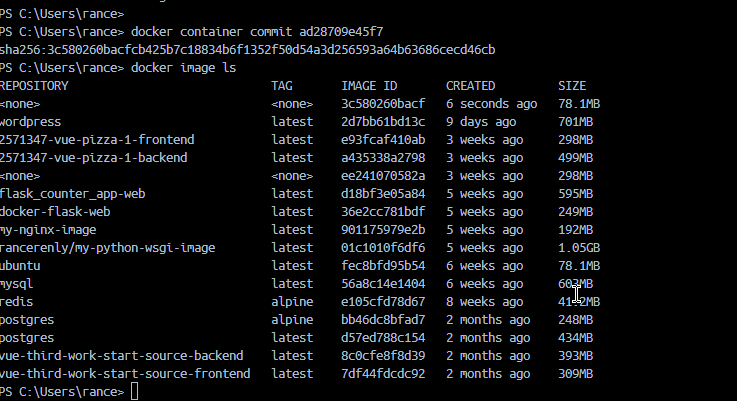 PS C:\Users\rance>
PS C:\Users\rance> docker container commit ad28709e45f7
sha256:3c580260bacfcb425b7c18834b6f1352f50d54a3d256593a64b63686cecd46cb
PS C:\Users\rance> docker image ls
REPOSITORY TAG IMAGE ID CREATED SIZE
<none> <none> 3c580260bacf 6 seconds ago 78.1MB
wordpress latest 2d7bb61bd13c 9 days ago 701MB
2571347-vue-pizza-1-frontend latest e93fcaf410ab 3 weeks ago 298MB
2571347-vue-pizza-1-backend latest a435338a2798 3 weeks ago 499MB
<none> <none> ee241070582a 3 weeks ago 298MB
flask_counter_app-web latest d18bf3e05a84 5 weeks ago 595MB
docker-flask-web latest 36e2cc781bdf 5 weeks ago 249MB
my-nginx-image latest 901175979e2b 5 weeks ago 192MB
rancerenly/my-python-wsgi-image latest 01c1010f6df6 5 weeks ago 1.05GB
ubuntu latest fec8bfd95b54 6 weeks ago 78.1MB
mysql latest 56a8c14e1404 6 weeks ago 603MB
redis alpine e105cfd78d67 8 weeks ago
postgres alpine bb46dc8bfad7 2 months ago 248MB
postgres latest d57ed788c154 2 months ago 434MB
vue-third-work-start-source-backend latest 8c0cfe8f8d39 2 months ago 393MB
vue-third-work-start-source-frontend latest 7df44fdcdc92 2 months ago 309MB
PS C:\Users\rance>